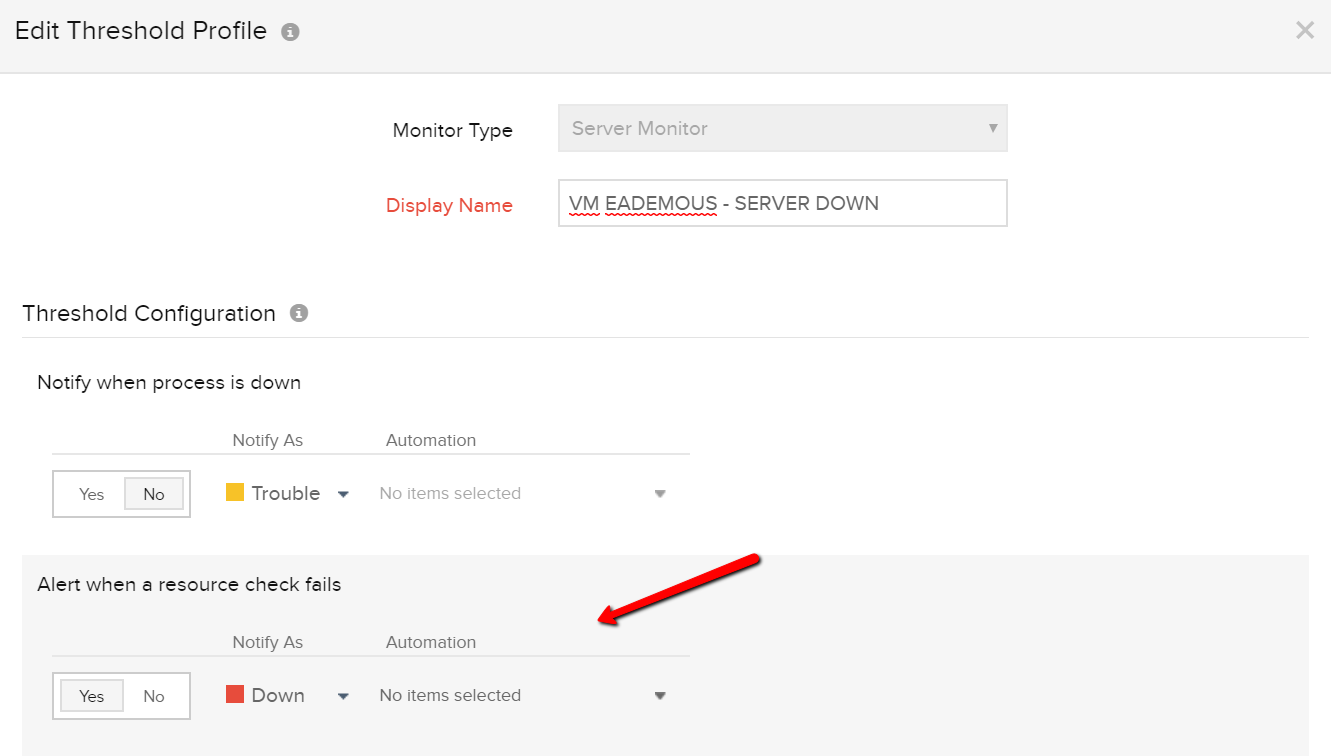 Edit Threshold Profile
Monitor Type
Server Monitor
Display Name
VM EADEMOUS - SERVER DOWN
Threshold Configuration
Notify when process is down
Notify As Automation
Yes No Trouble No items selected
Alert when a resource check fails
Notify As Automation
Yes No Down No items selected